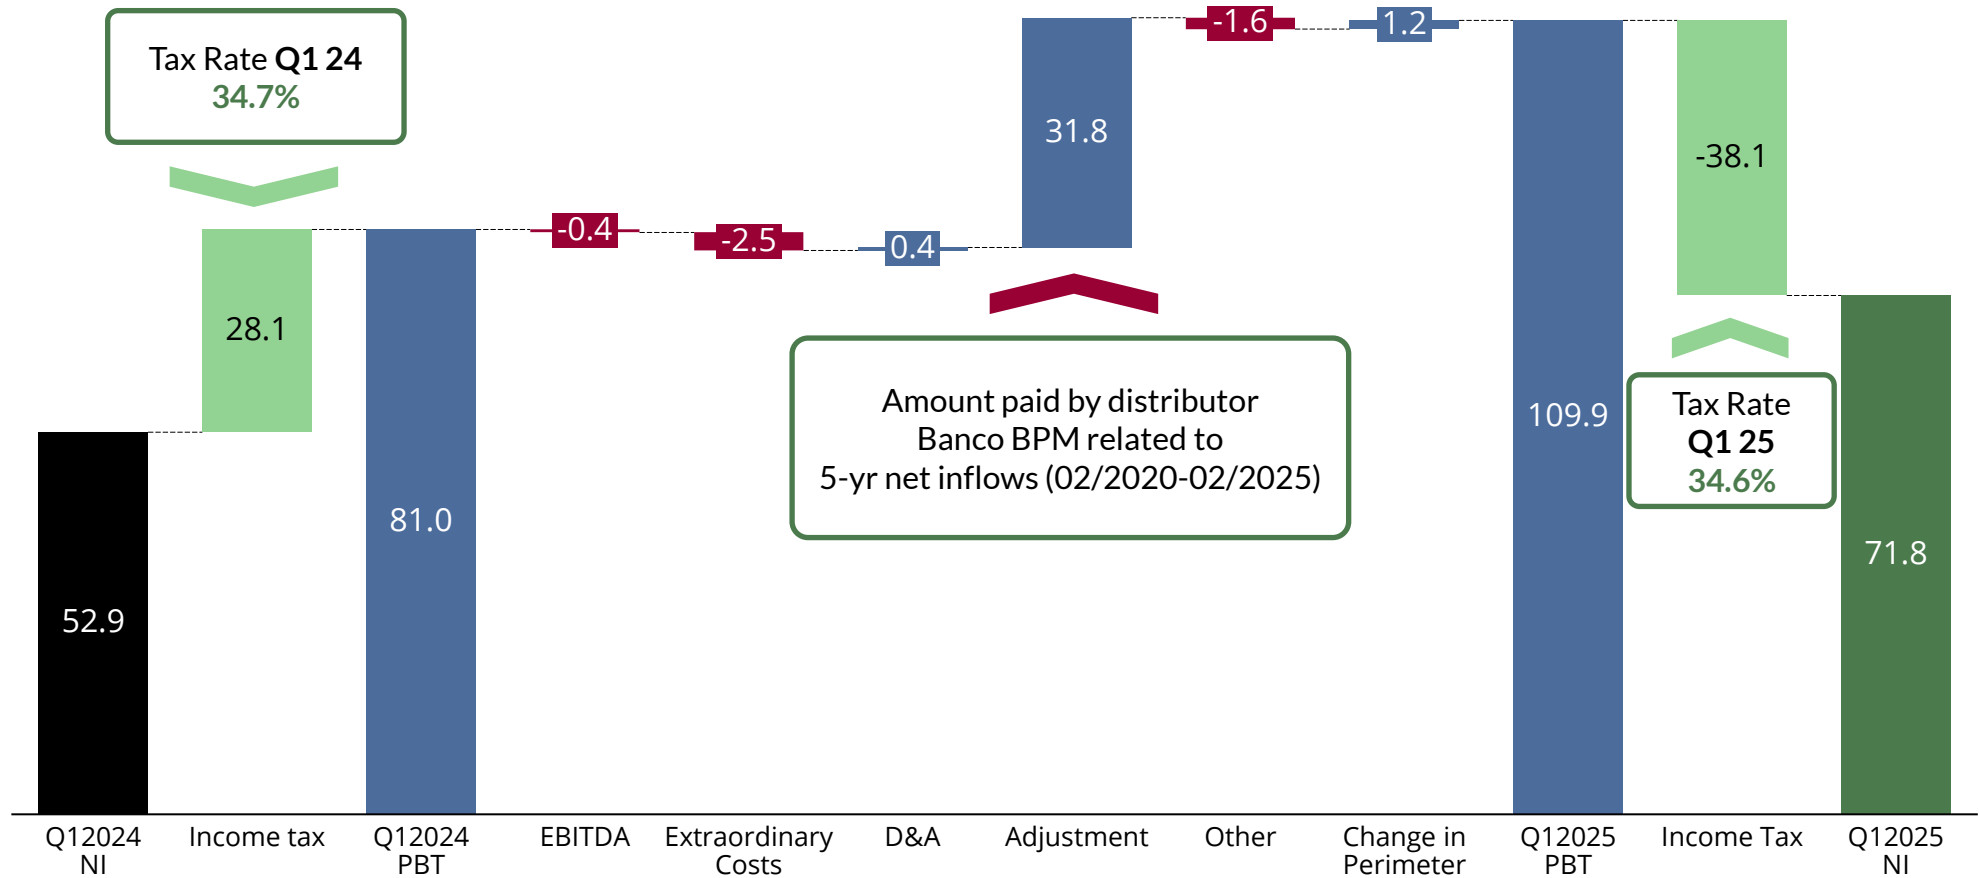 Tax Rate Q1 24
34.7%
28.1
52.9
81.0
-0.4
-2.5
0.4
31.8
-1.6
1.2
Amount paid by distributor
Banco BPM related to
5-yr net inflows (02/2020-02/2025)
109.9
-38.1
Tax Rate
Q1 25
34.6%
71.8
Q12024
NI
Income tax
Q12024
PBT
EBITDA
Extraordinary
Costs
D&A
Adjustment
Other
Change in
Perimeter
Q12025
PBT
Income Tax
Q12025
NI